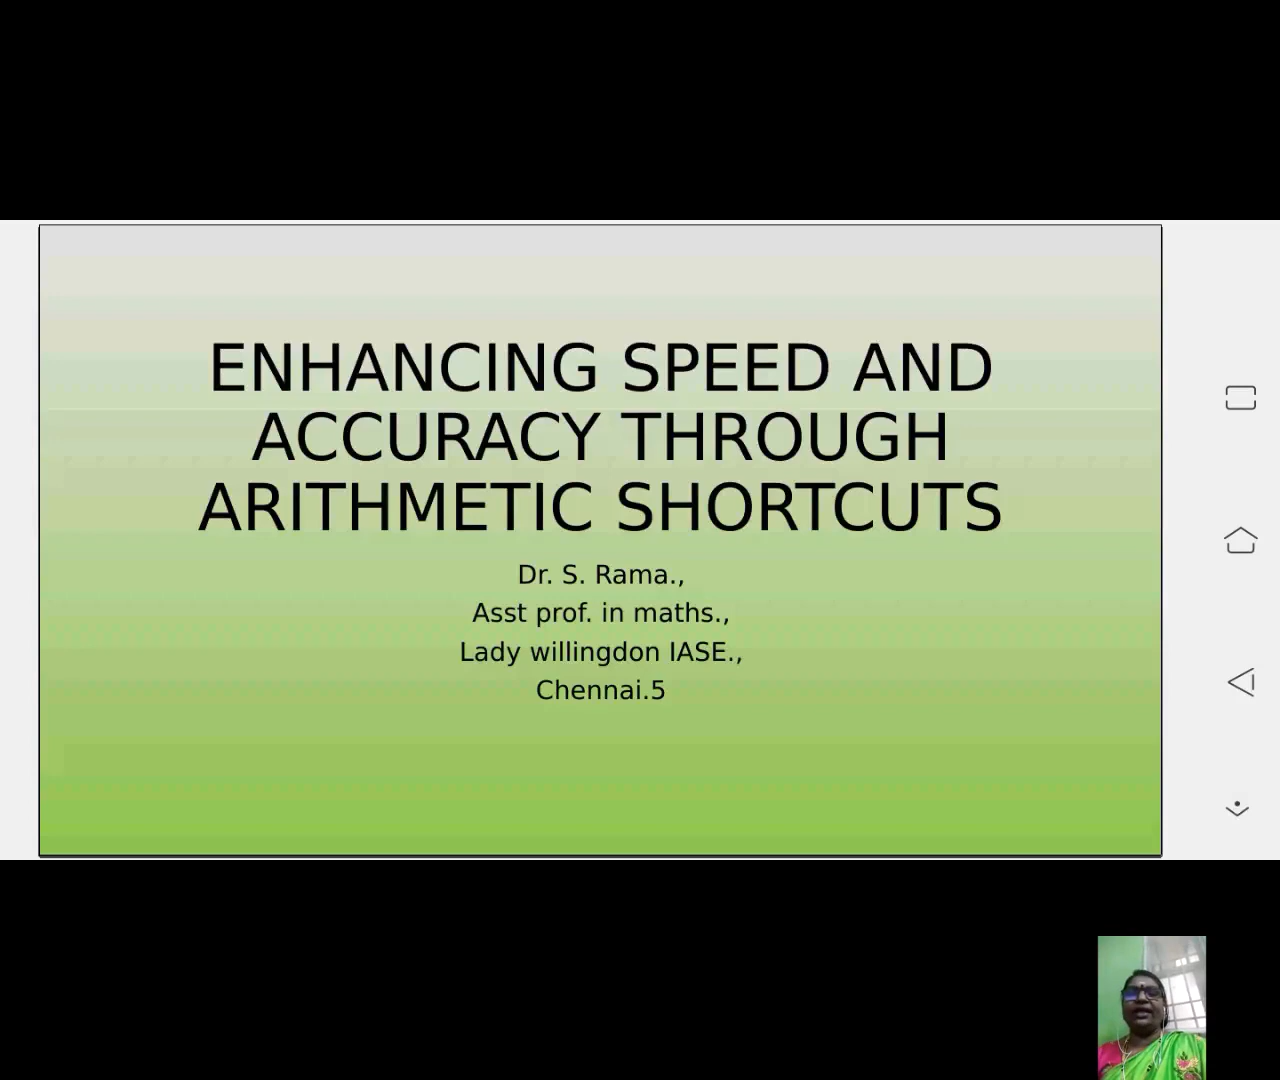 ENHANCING SPEED AND
ACCURACY THROUGH
ARITHMETIC SHORTCUTS
Dr. S. Rama.,
Asst prof. in maths.,
Lady willingdon IASE.,
Chennai.5